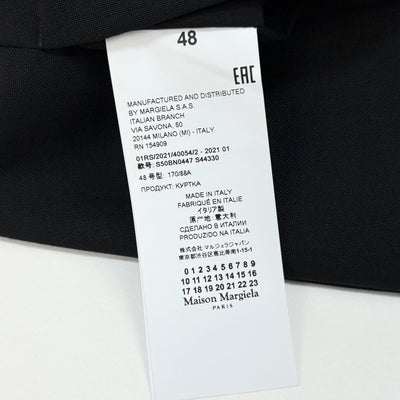 48
EAC
MANUFACTURED AND DISTRIBUTED
BY MARGIELA S.A.S
ITALIAN BRANCH
VIA SAVONA, 60
20144 MILANO (MI) - ITALY
RN 154909
01RS/2021/40054/2 - 2021 01
款号: S50BN0447 S44330
48 号型: 170/88A
ПРОДУКТ: КУРТКА
MADE IN ITALY
FABRIQUÉ EN ITALIE
イタリア製
原产地: 意大利
СДЕЛАНО В ИТАЛИИ
PRODUZIDO NA ITALIA
株式会社 マルジェラジャパン
東京都渋谷区恵比寿1-15-1
0 1 2 3 4 5 6 7 8 9
10 11 12 13 14 15 16
17 18 19 20 21 22 23
Maison Margiela
PARIS